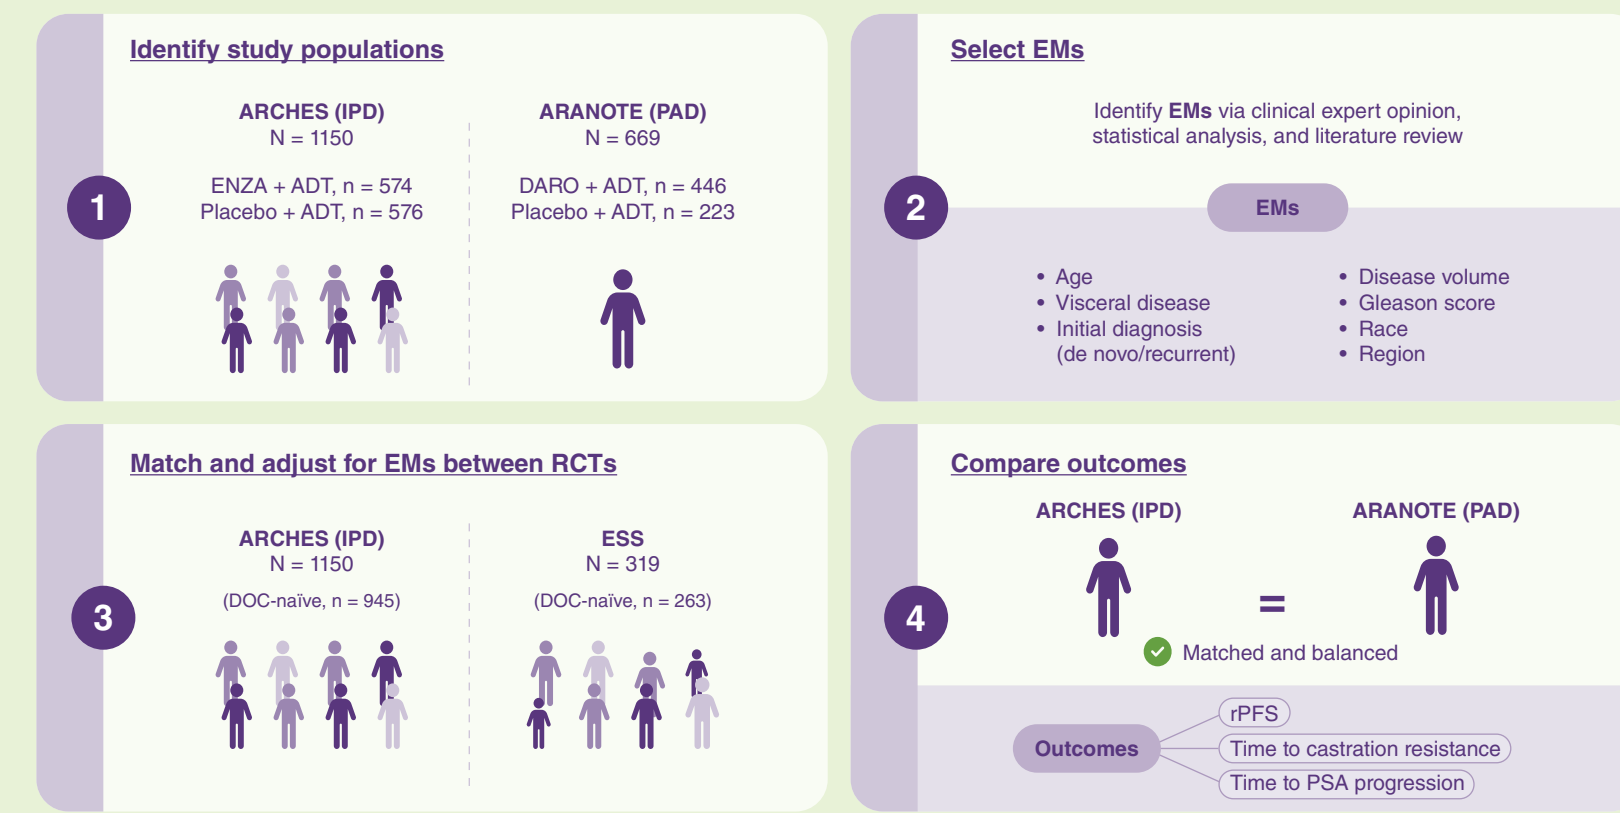 1
Identify study populations
ARCHES (IPD)
N = 1150
ENZA + ADT, n = 574
Placebo + ADT, n = 576
ARANOTE (PAD)
N = 669
DARO + ADT, n = 446
Placebo + ADT, n = 223
2
Select EMs
Identify EMs via clinical expert opinion,
statistical analysis, and literature review
EMs
• Age
• Visceral disease
• Initial diagnosis
(de novo/recurrent)
• Disease volume
• Gleason score
• Race
• Region
3
Match and adjust for EMs between RCTs
ARCHES (IPD)
N = 1150
(DOC-naïve, n = 945)
ESS
N = 319
(DOC-naïve, n = 263)
4
Compare outcomes
ARCHES (IPD)
=
ARANOTE (PAD)
Matched and balanced
Outcomes
rPFS
Time to castration resistance
Time to PSA progression